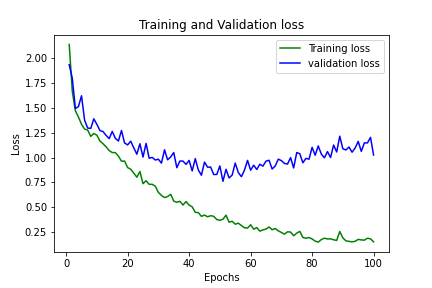 Training and Validation loss
Training loss
validation loss
2.00
1.75
1.50
1.25
1.00
0.75
0.50
0.25
Loss
0 20 40 60 80 100
Epochs